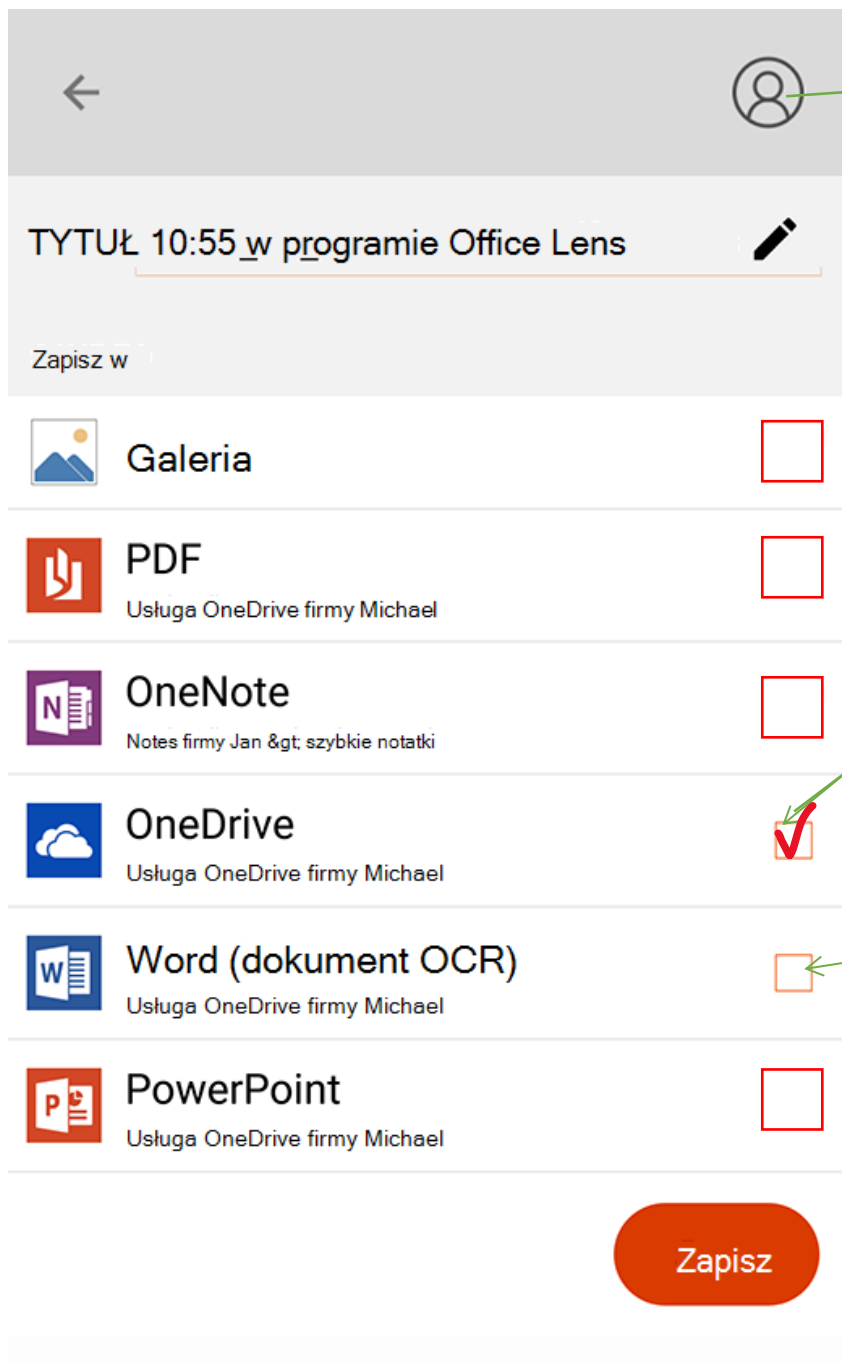 TYTUŁ 10:55 w programie Office Lens
Zapisz w
Galeria
PDF
Usługa OneDrive firmy Michael
OneNote
Notes firmy Jan &gt; szybkie notatki
OneDrive
Usługa OneDrive firmy Michael
Word (dokument OCR)
Usługa OneDrive firmy Michael
PowerPoint
Usługa OneDrive firmy Michael
Zapisz